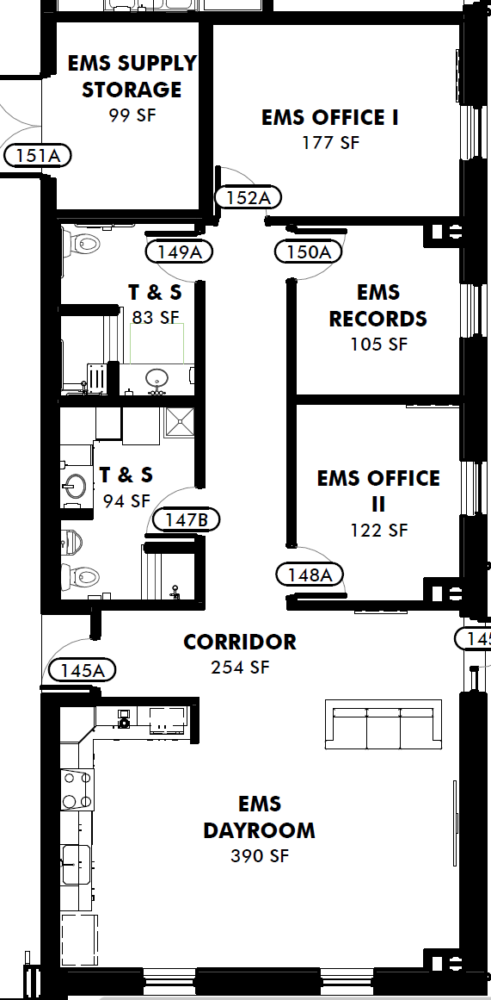 EMS SUPPLY
STORAGE
99 SF
EMS OFFICE I
177 SF
151A
152A
149A
150A
T & S
83 SF
EMS
RECORDS
105 SF
T & S
94 SF
EMS OFFICE
II
122 SF
147B
148A
CORRIDOR
254 SF
145
145A
EMS
DAYROOM
390 SF